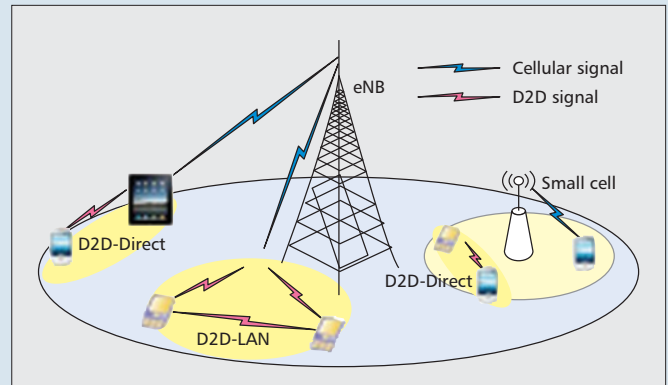 Cellular signal
eNB
D2D signal
Small cell
D2D-Direct
D2D-Direct
D2D-LAN